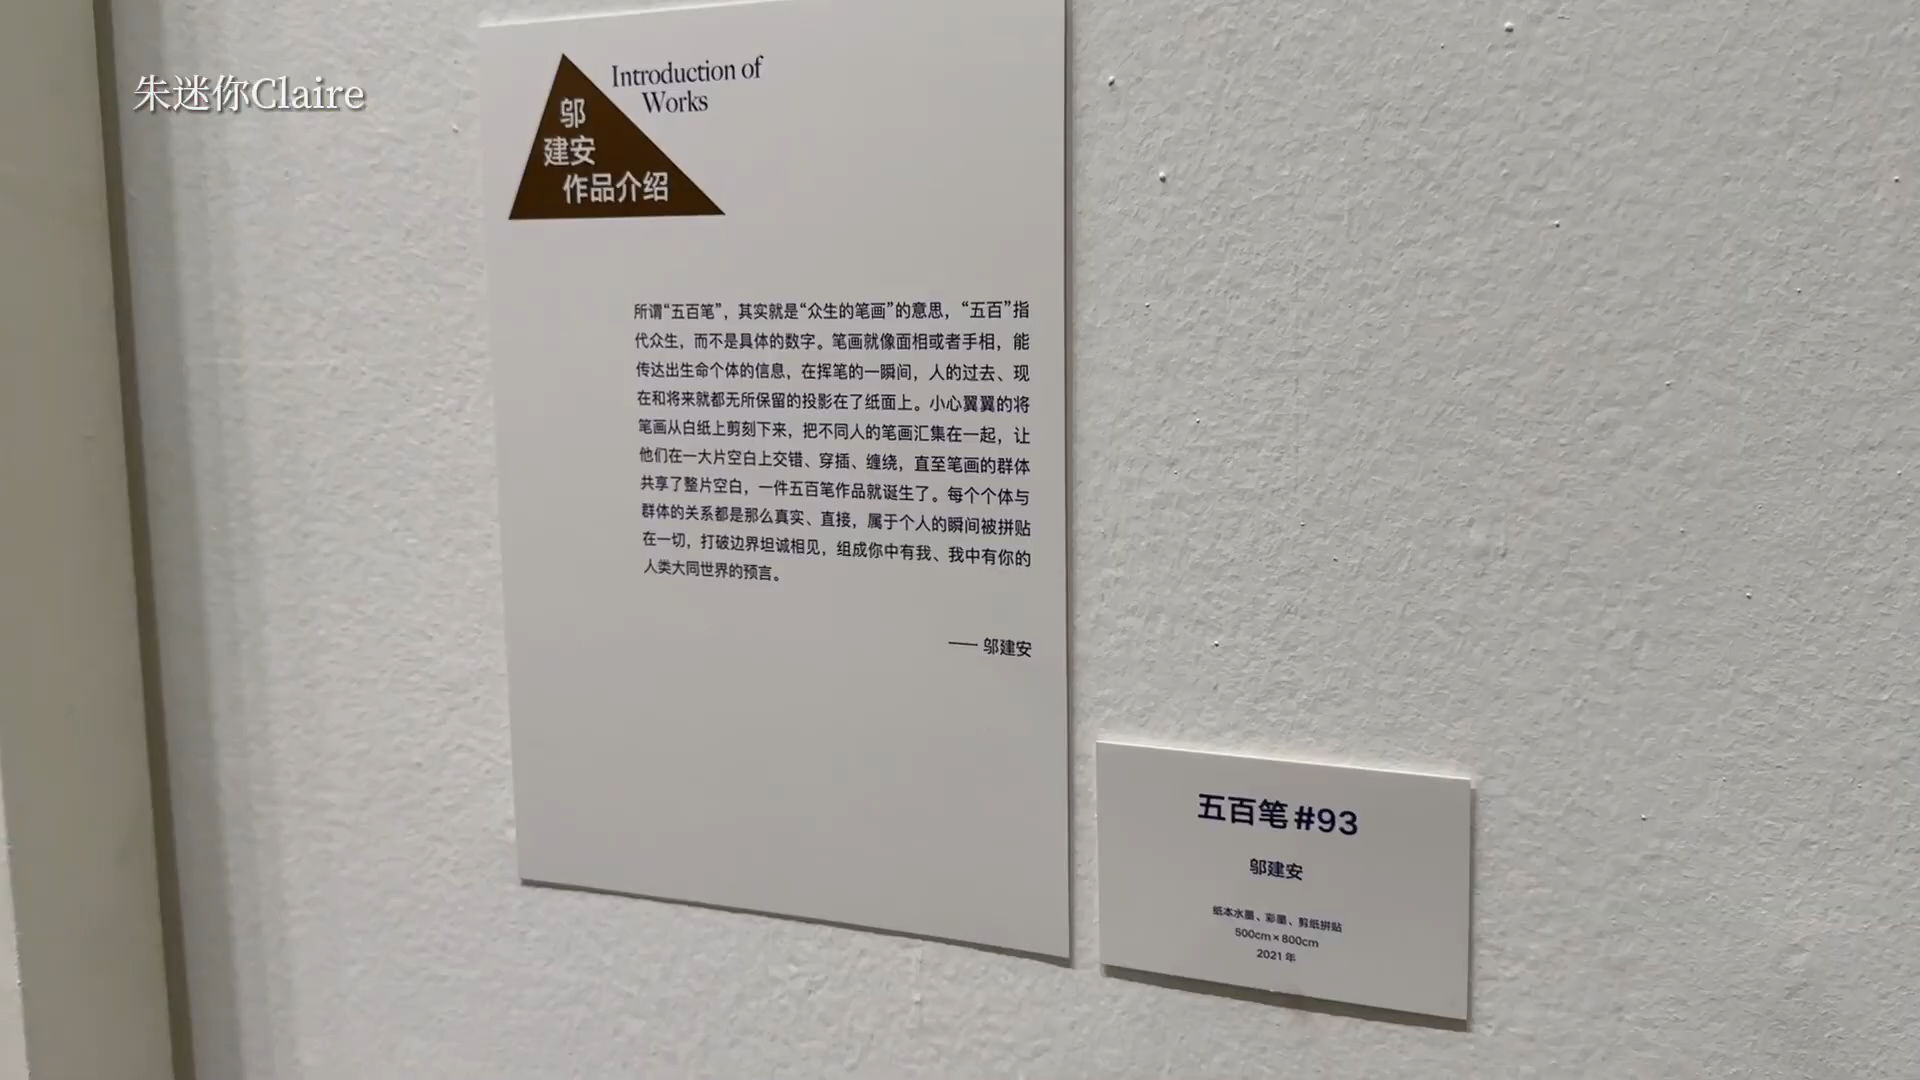 朱迷你Claire
Introduction of
Works
邬
建安
作品介绍
所谓“五百笔”，其实就是“众生的笔画”的意思，“五百”指
代众生，而不是具体的数字。笔画就像面相或者手相，能
传达出生命个体的信息，在挥笔的一瞬间，人的过去、现
在和将来就都无所保留的投影在了纸面上。小心翼翼的将
笔画从白纸上剪刻下来，把不同人的笔画汇集在一起，让
他们在一大片空白上交错、穿插、缠绕，直至笔画的群体
共享了整片空白，一件五百笔作品就诞生了。每个个体与
群体的关系都是那么真实、直接，属于个人的瞬间被拼贴
在一切，打破边界坦诚相见，组成你中有我、我中有你的
人类大同世界的预言。
—— 邬建安
五百笔 #93
邬建安
纸本水墨、彩墨、剪纸拼贴
500cm×800cm
2021 年